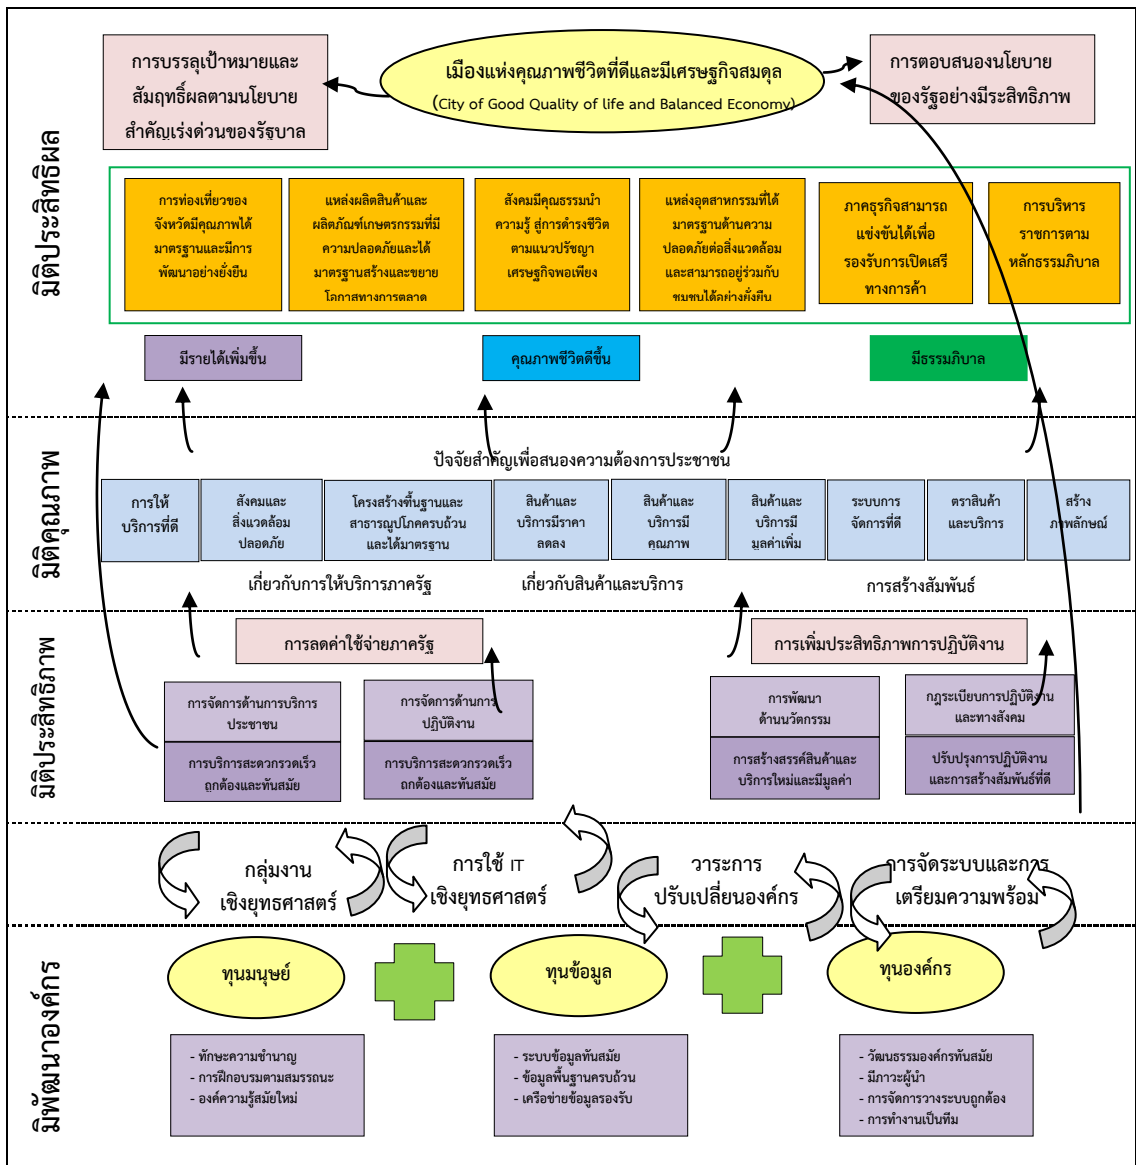 มิติประสิทธิผล
การบรรลุเป้าหมายและ
สัมฤทธิ์ผลตามนโยบาย
สำคัญเร่งด่วนของรัฐบาล
เมืองแห่งคุณภาพชีวิตที่ดีและมีเศรษฐกิจสมดุล
(City of Good Quality of life and Balanced Economy)
การตอบสนองนโยบาย
ของรัฐอย่างมีระสิทธิภาพ
การท่องเที่ยวของ
จังหวัดมีคุณภาพได้
มาตรฐานและมีการ
พัฒนาอย่างยั่งยืน
แหล่งผลิตสินค้าและ
ผลิตภัณฑ์เกษตรกรรมที่มี
ความปลอดภัยและได้
มาตรฐานสร้างและขยาย
โอกาสทางการตลาด
สังคมมีคุณธรรมนำ
ความรู้ สู่การดำรงชีวิต
ตามแนวปรัชญา
เศรษฐกิจพอเพียง
แหล่งอุตสาหกรรมที่ได้
มาตรฐานด้านความ
ปลอดภัยต่อสิ่งแวดล้อม
และสามารถอยู่ร่วมกับ
ชุมชนได้อย่างยั่งยืน
ภาคธุรกิจสามารถ
แข่งขันได้เพื่อ
รองรับการเปิดเสรี
ทางการค้า
การบริหาร
ราชการตาม
หลักธรรมภิบาล
มีรายได้เพิ่มขึ้น
คุณภาพชีวิตดีขึ้น
มีธรรมภิบาล
มิติคุณภาพ
ปัจจัยสำคัญเพื่อสนองความต้องการประชาชน
การให้
บริการที่ดี
สังคมและ
สิ่งแวดล้อม
ปลอดภัย
โครงสร้างพื้นฐานและ
สาธารณูปโภคครบถ้วน
และได้มาตรฐาน
สินค้าและ
บริการมีราคา
ลดลง
สินค้าและ
บริการมี
คุณภาพ
สินค้าและ
บริการมี
มูลค่าเพิ่ม
ระบบการ
จัดการที่ดี
ตราสินค้า
และบริการ
สร้าง
ภาพลักษณ์
เกี่ยวกับการให้บริการภาครัฐ
เกี่ยวกับสินค้าและบริการ
การสร้างสัมพันธ์
มิติประสิทธิภาพ
การลดค่าใช้จ่ายภาครัฐ
การเพิ่มประสิทธิภาพการปฏิบัติงาน
การจัดการด้านการบริการ
ประชาชน
การบริการสะดวกรวดเร็ว
ถูกต้องและทันสมัย
การจัดการด้านการ
ปฏิบัติงาน
การบริการสะดวกรวดเร็ว
ถกต้องและทันสมัย
การพัฒนา
ด้านนวัตกรรม
การสร้างสรรค์สินค้าและ
บริการใหม่และมีมูลค่า
กฎระเบียบการปฏิบัติงาน
และทางสังคม
ปรับปรุงการปฏิบัติงาน
และการสร้างสัมพันธ์ที่ดี
กลุ่มงาน
เชิงยุทธศาสตร์
การใช้ IT
เชิงยุทธศาสตร์
วาระการ
ปรับเปลี่ยนองค์กร
การจัดระบบและการ
เตรียมความพร้อม
มิพัฒนาองค์กร
ทุนมนุษย์
ทุนข้อมูล
ทุนองค์กร
- ทักษะความชำนาญ
- การฝึกอบรมตามสมรรถนะ
- องค์ความรู้สมัยใหม่
- ระบบข้อมูลทันสมัย
- ข้อมูลพื้นฐานครบถ้วน
- เครือข่ายข้อมูลรองรับ
- วัฒนธรรมองค์กรทันสมัย
- มีภาวะผู้นำ
- การจัดการวางระบบถูกต้อง
- การทำงานเป็นทีม